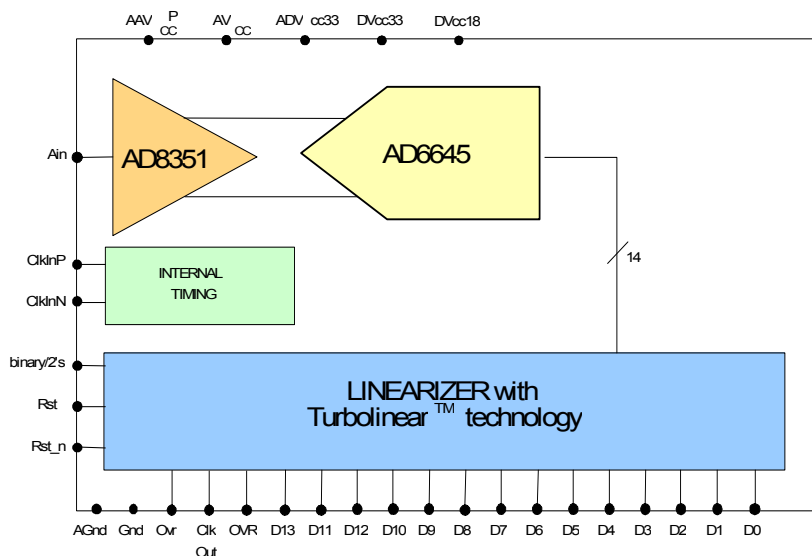 AAV P CC AV CC ADV cc33 DVcc33 DVcc18
AD8351
AD6645
Ain
14
ClkInP
ClkInN
INTERNAL
TIMING
binary/2's
Rst
Rst_n
LINEARIZER with
Turbolinear TM technology
AGnd Gnd Ovr Clk Out OVR D13 D11 D12 D10 D9 D8 D7 D6 D5 D4 D3 D2 D1 D0